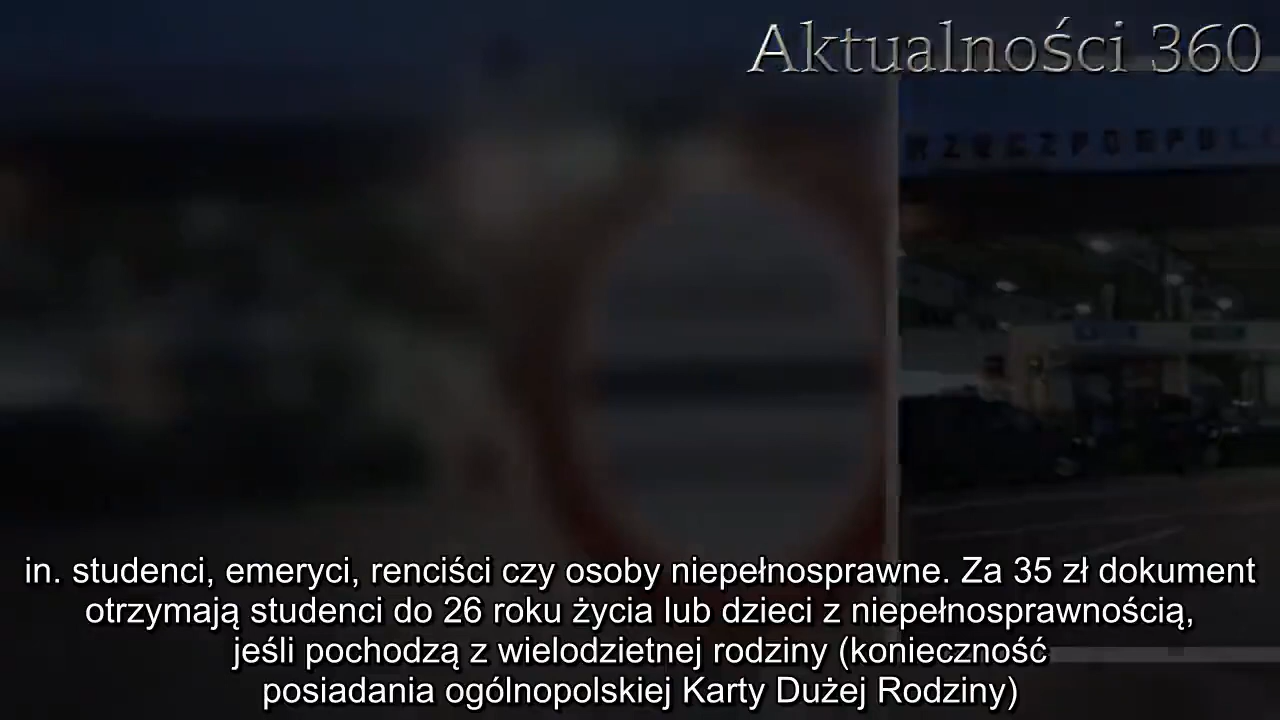 Aktualności 360
RZECZPOSPOL
in. studenci, emeryci, renciści czy osoby niepełnosprawne. Za 35 zł dokument
otrzymają studenci do 26 roku życia lub dzieci z niepełnosprawnością,
jeśli pochodzą z wielodzietnej rodziny (konieczność
posiadania ogólnopolskiej Karty Dużej Rodziny)